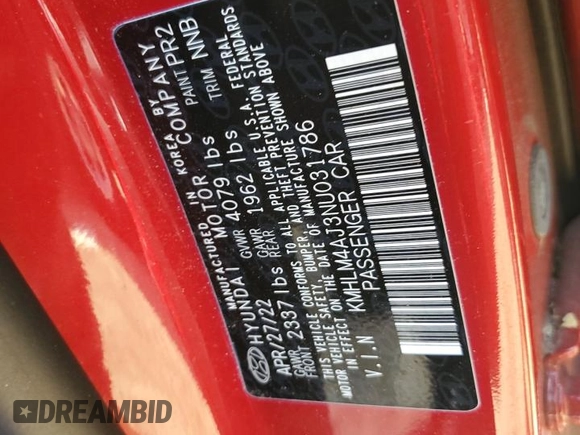 MANUFACTURED IN KOREA BY
HYUNDAI MOTOR COMPANY
APR/27/22 GVWR 4079 lbs PAINT PR2
GAWR FRONT 2337 lbs GAWR REAR 1962 lbs TRIM NNB
THIS VEHICLE CONFORMS TO ALL APPLICABLE U.S.A. FEDERAL
MOTOR VEHICLE SAFETY, BUMPER, AND THEFT PREVENTION STANDARDS
IN EFFECT ON THE DATE OF MANUFACTURE SHOWN ABOVE
KMHLM4AJ3NU031786
V.I.N PASSENGER CAR
DREAMBID